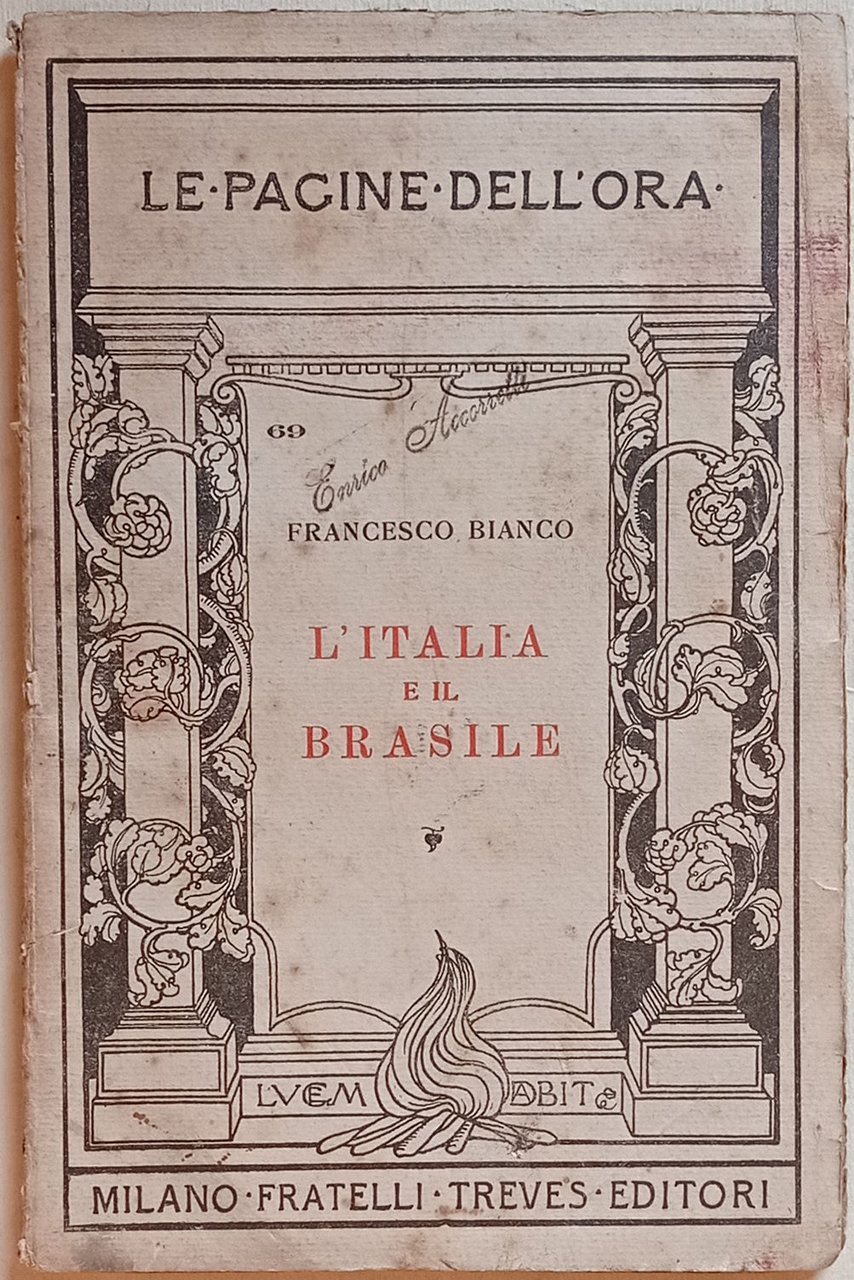 LE·PAGINE·DELL'ORA·
69
Enrico Accorretti
FRANCESCO BIANCO
L'ITALIA
E IL
BRASILE
LVCEM DABIT
MILANO·FRATELLI·TREVES·EDITORI